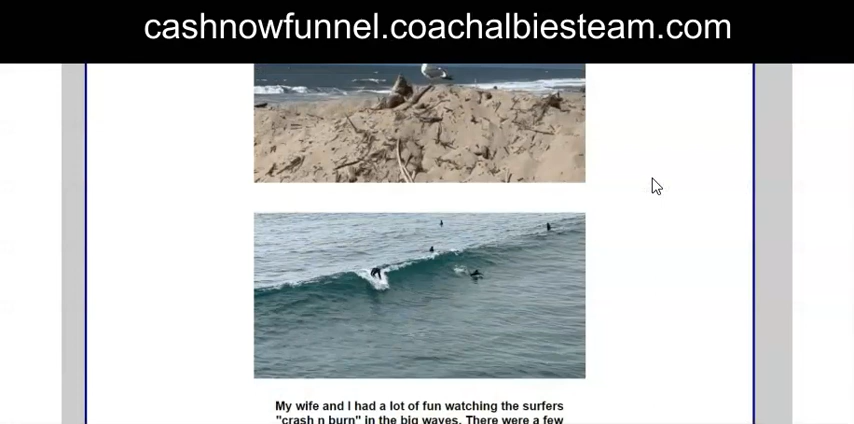 cashnowfunnel.coachalbiesteam.com
My wife and I had a lot of fun watching the surfers
"crash n burn" in the big waves. There were a few